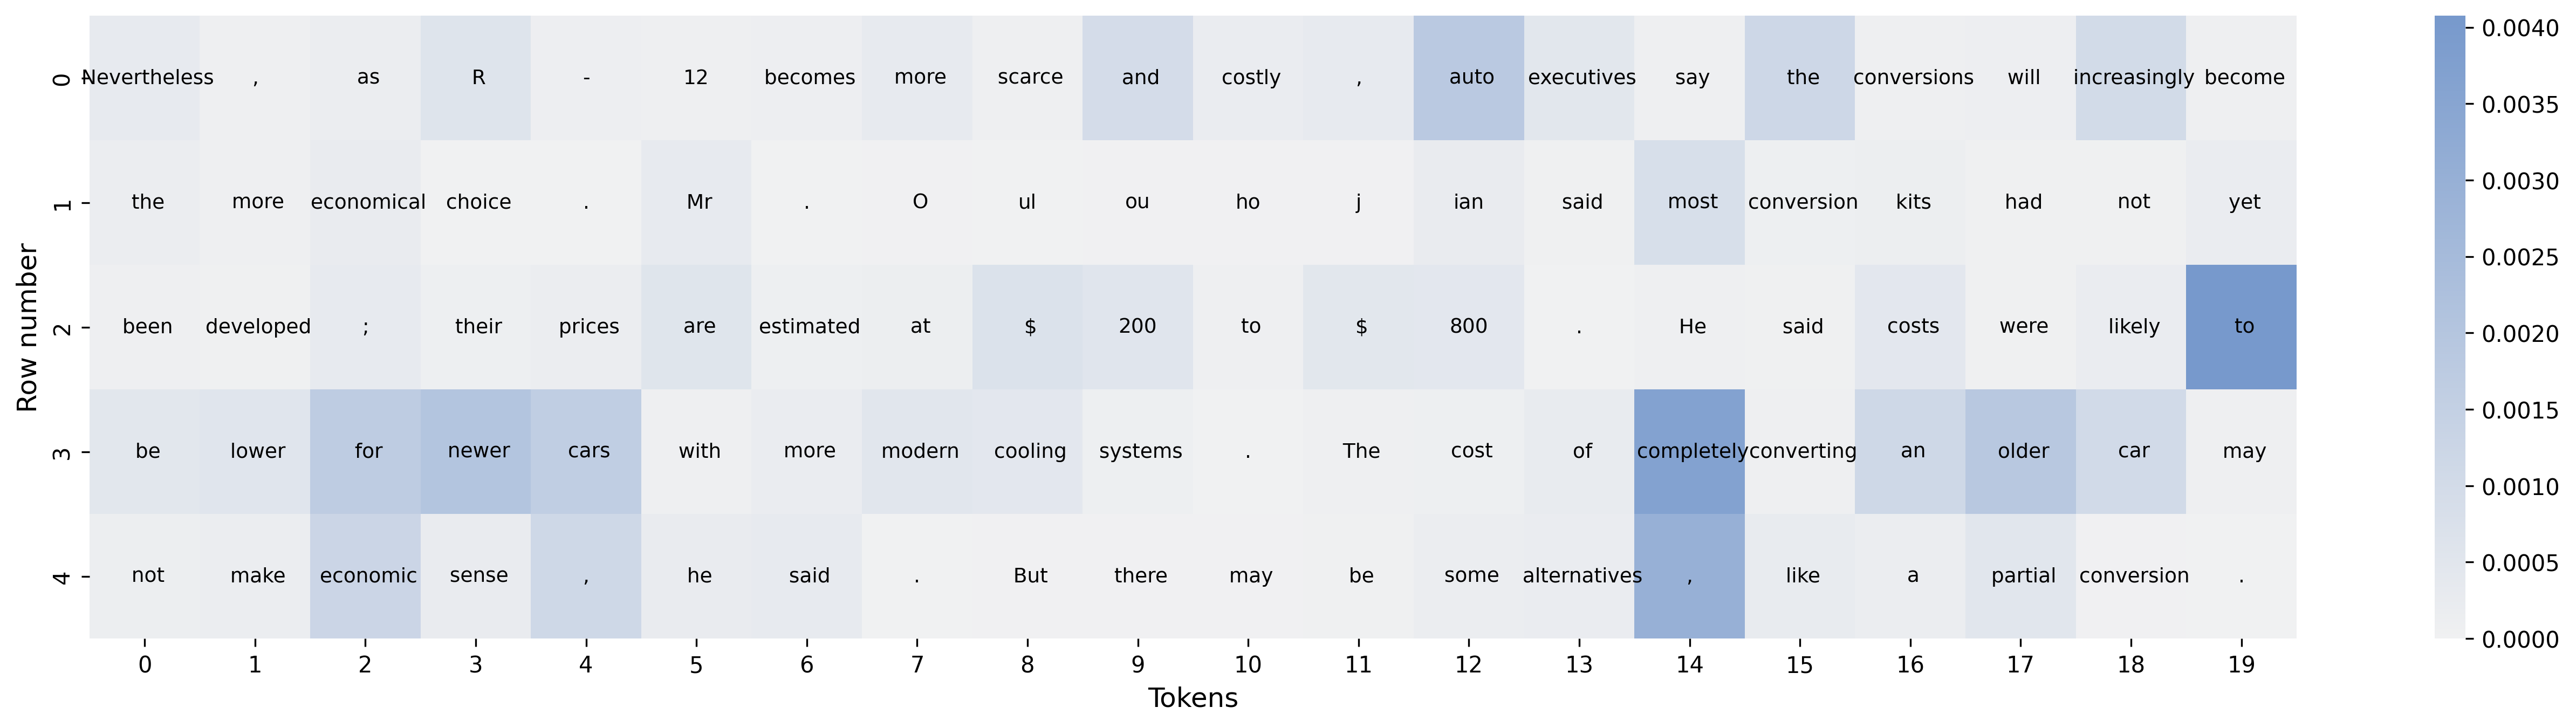 0 Nevertheless , as R - 12 becomes more scarce and costly , auto executives say the conversions will increasingly become 0.0040
0.0035
1 the more economical choice . Mr . O ul ou ho j ian said most conversion kits had not yet 0.0030
0.0025
Row number
2 been developed ; their prices are estimated at $ 200 to $ 800 . He said costs were likely to 0.0020
0.0015
3 be lower for newer cars with more modern cooling systems . The cost of completely converting an older car may 0.0010
0.0005
4 not make economic sense , he said . But there may be some alternatives , like a partial conversion . 0.0000
0 1 2 3 4 5 6 7 8 9 10 11 12 13 14 15 16 17 18 19
Tokens